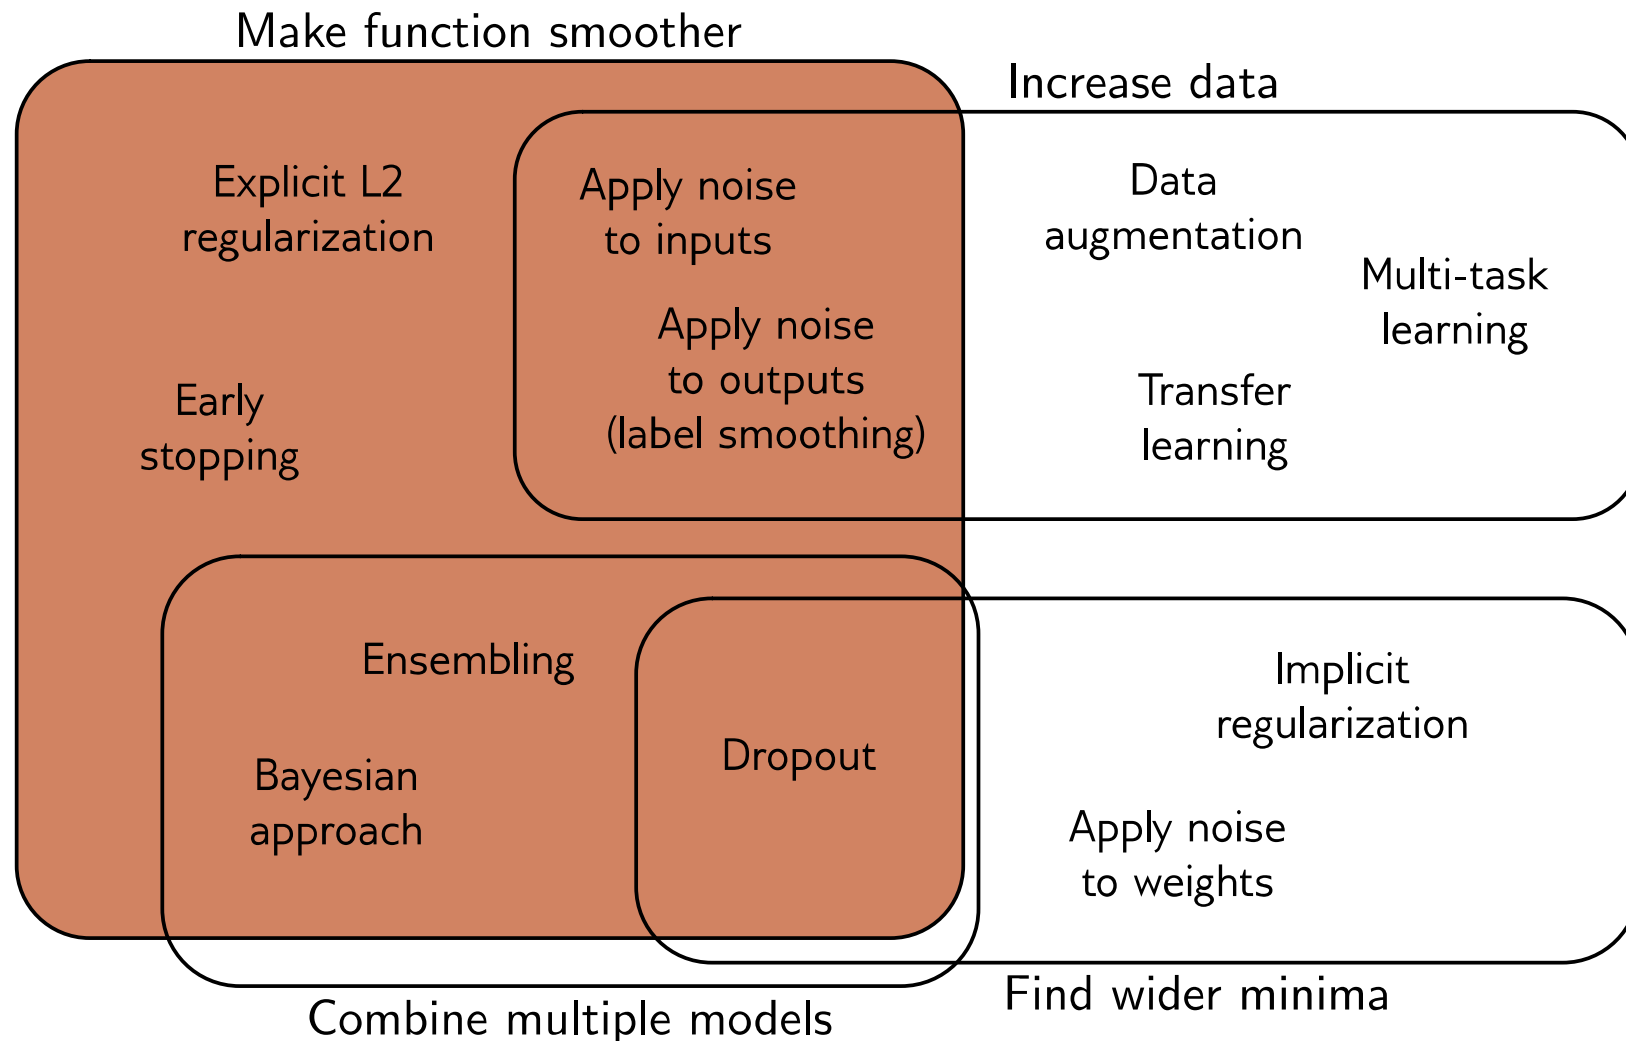 Make function smoother
Increase data
Explicit L2
regularization
Apply noise
to inputs
Data
augmentation
Multi-task
learning
Apply noise
to outputs
(label smoothing)
Early
stopping
Transfer
learning
Ensembling
Bayesian
approach
Dropout
Implicit
regularization
Apply noise
to weights
Find wider minima
Combine multiple models